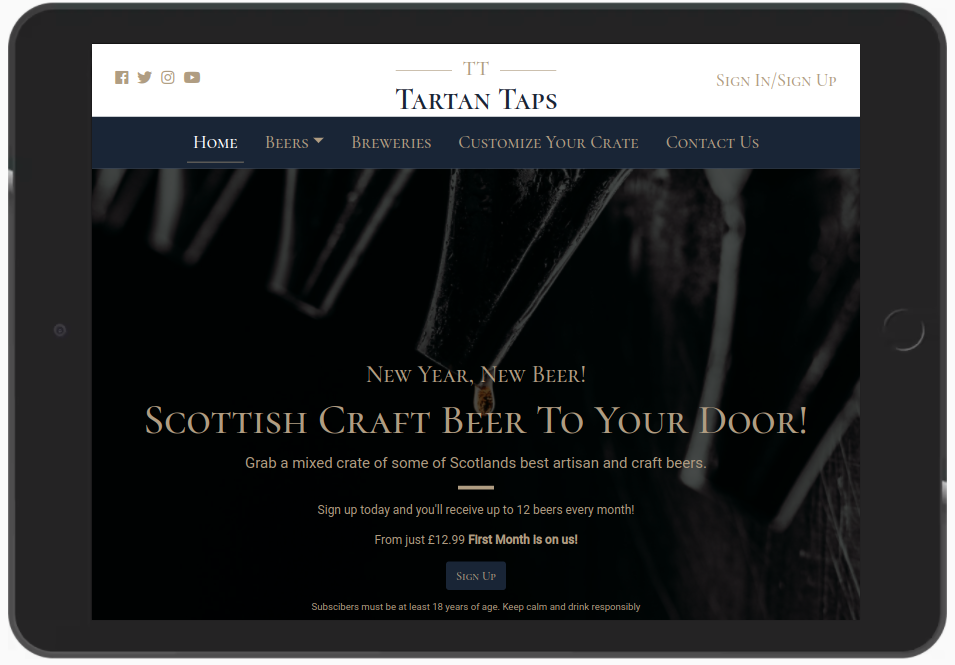 TT
Tartan Taps
Sign In/Sign Up
Home Beers Breweries Customize Your Crate Contact Us
New Year, New Beer!
Scottish Craft Beer To Your Door!
Grab a mixed crate of some of Scotlands best artisan and craft beers.
Sign up today and you'll receive up to 12 beers every month!
From just £12.99 First Month is on us!
Sign Up
Subscibers must be at least 18 years of age. Keep calm and drink responsibly